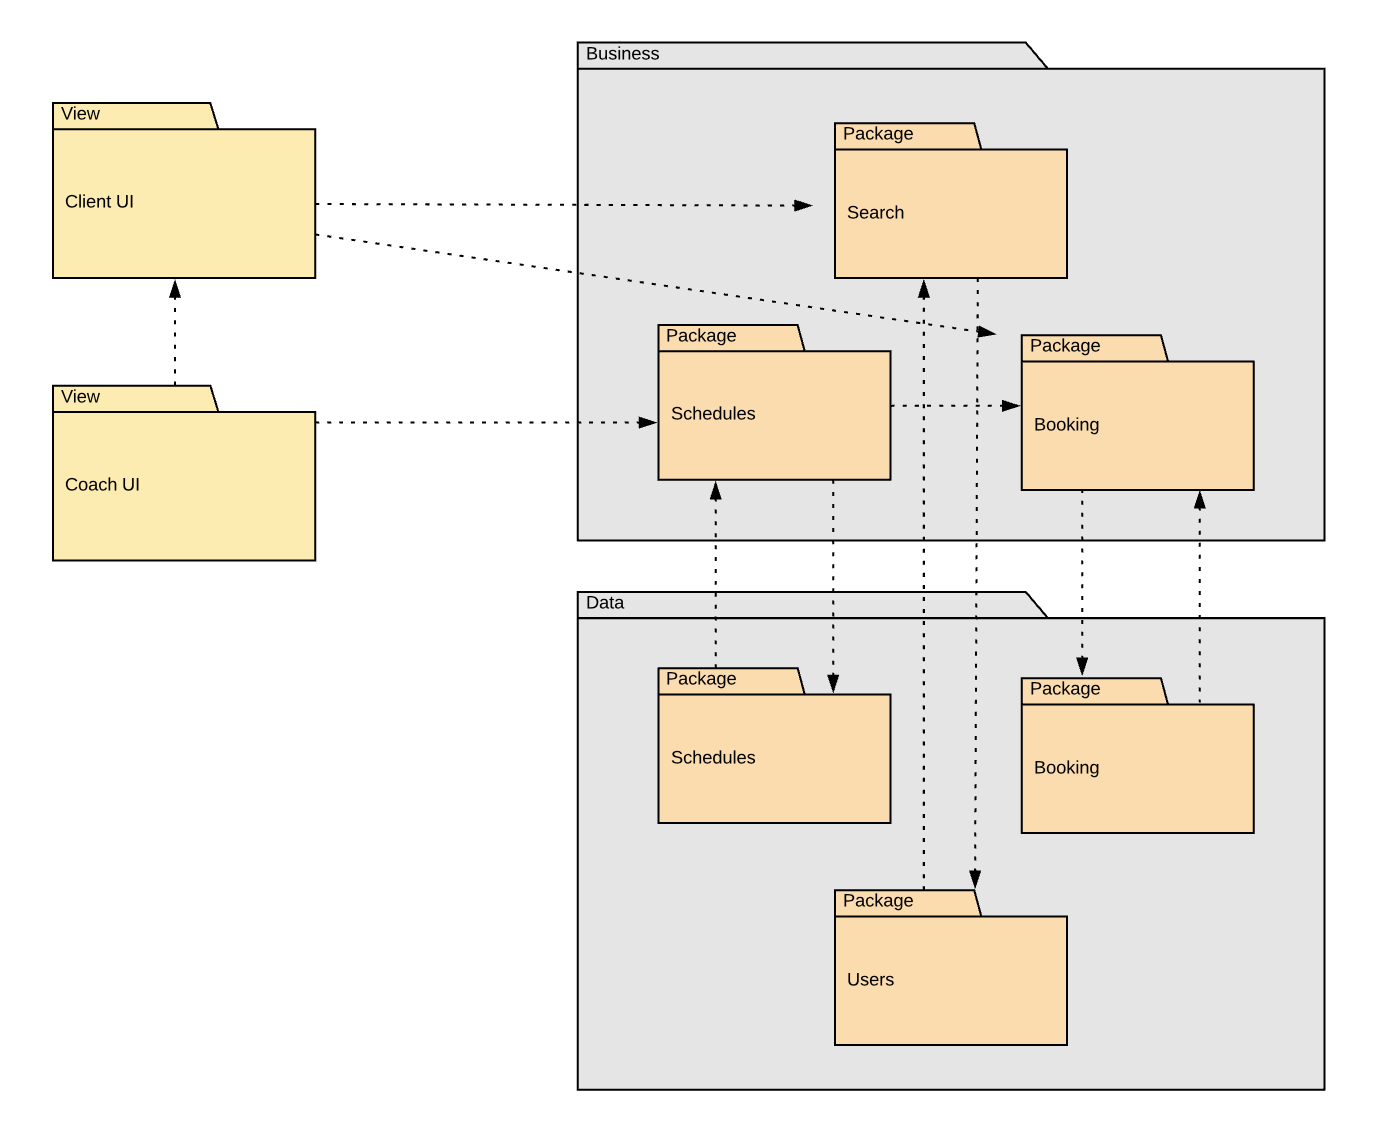 Business
View
Client UI
Package
Search
Package
Schedules
Package
Booking
View
Coach UI
Data
Package
Schedules
Package
Booking
Package
Users